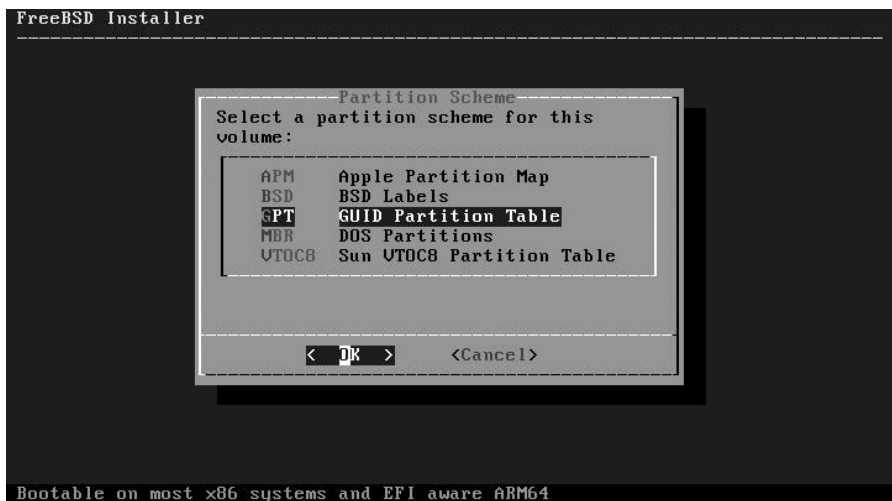 FreeBSD Installer
Partition Scheme
Select a partition scheme for this
volume:
APM Apple Partition Map
BSD BSD Labels
GPT GUID Partition Table
MBR DOS Partitions
VTOC8 Sun VTOC8 Partition Table
< OK > <Cancel>
Bootable on most x86 systems and EFI aware ARM64